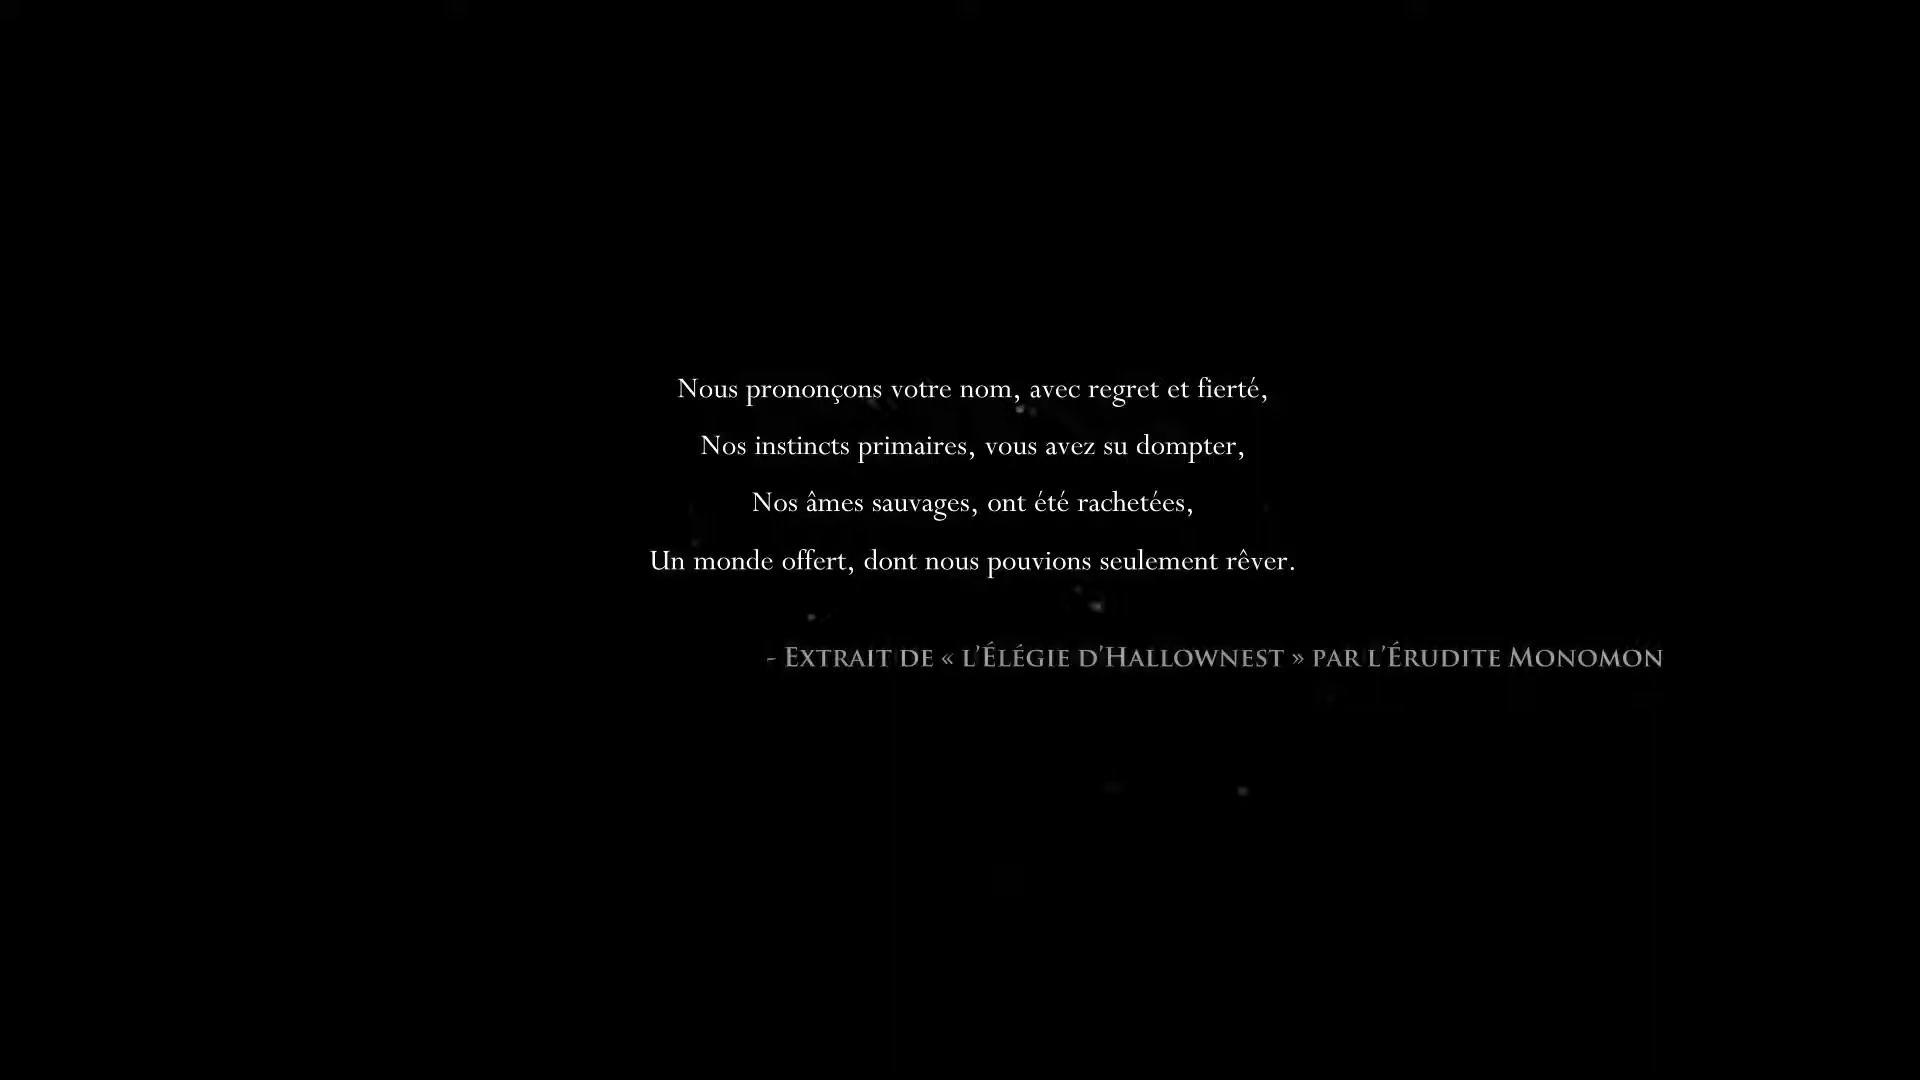 Nous prononçons votre nom, avec regret et fierté,
Nos instincts primaires, vous avez su dompter,
Nos âmes sauvages, ont été rachetées,
Un monde offert, dont nous pouvions seulement rêver.
- Extrait de « l’Élégie d’Hallownest » par l’Érudite Monomon